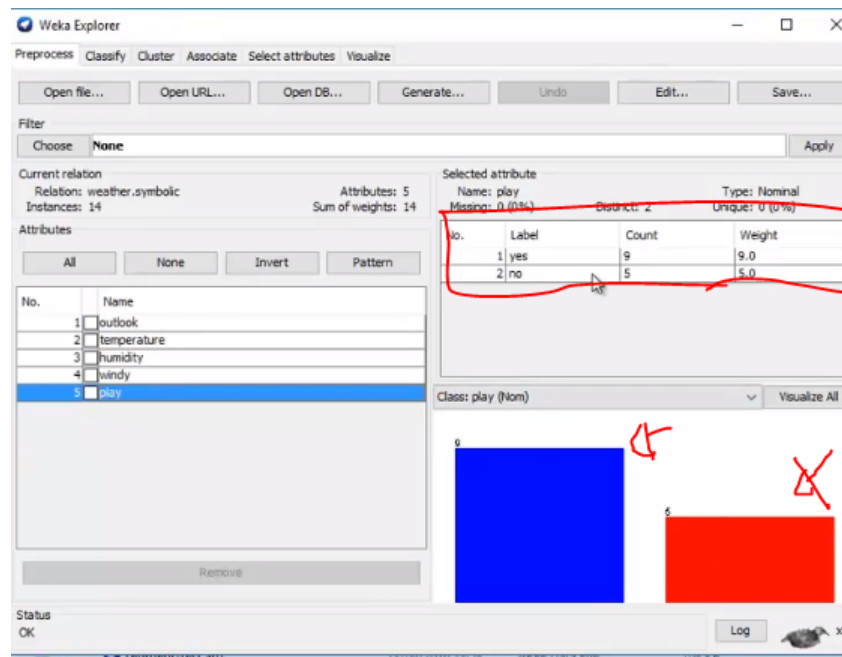 Weka Explorer
Preprocess Classify Cluster Associate Select attributes Visualize
Open file... Open URL... Open DB... Generate... Undo Edit... Save...
Filter
Choose None Apply
Current relation
Relation: weather.symbolic Attributes: 5
Instances: 14 Sum of weights: 14
Selected attribute
Name: play Type: Nominal
Missing: 0 (0%) Distinct: 2 Unique: 0 (0%)
Attributes
All None Invert Pattern
No. Name
1 outlook
2 temperature
3 humidity
4 windy
5 play
Remove
No. Label Count Weight
1 yes 9 9.0
2 no 5 5.0
Class: play (Nom) Visualize All
9
5
Status
OK
Log x